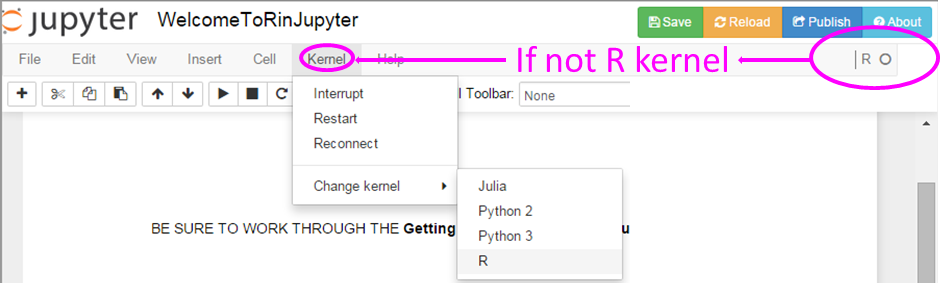 jupyter WelcomeToRinJupyter Save Reload Publish About
File Edit View Insert Cell Kernel Help If not R kernel R
Toolbar: None
Interrupt
Restart
Reconnect
Change kernel
Julia
Python 2
Python 3
R
BE SURE TO WORK THROUGH THE Getting u